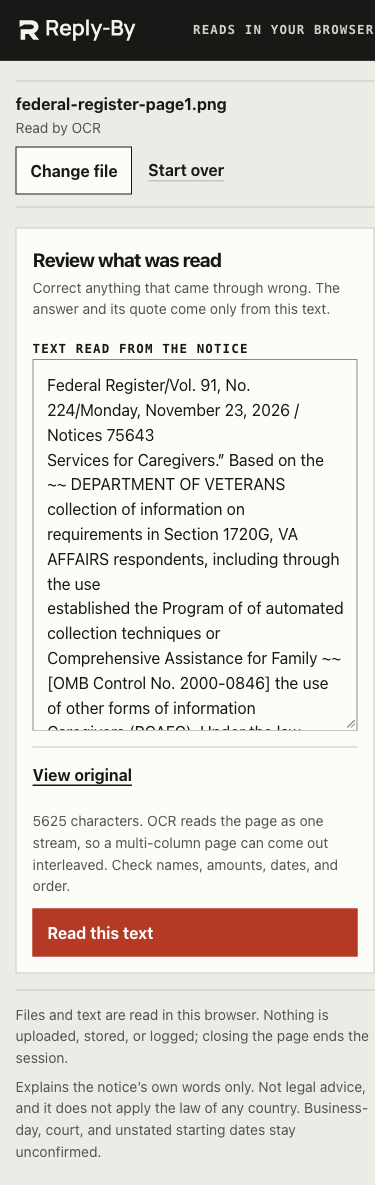 Reply-By
READS IN YOUR BROWSER
federal-register-page1.png
Read by OCR
Change file
Start over
Review what was read
Correct anything that came through wrong. The
answer and its quote come only from this text.
TEXT READ FROM THE NOTICE
Federal Register/Vol. 91, No.
224/Monday, November 23, 2026 /
Notices 75643
Services for Caregivers.” Based on the
~~ DEPARTMENT OF VETERANS
collection of information on
requirements in Section 1720G, VA
AFFAIRS respondents, including through
the use
established the Program of of automated
collection techniques or
Comprehensive Assistance for Family ~~
[OMB Control No. 2000-0846] the use
of other forms of information
Caregivers (PCAFC). Under the law
View original
5625 characters. OCR reads the page as one
stream, so a multi-column page can come out
interleaved. Check names, amounts, dates, and
order.
Read this text
Files and text are read in this browser. Nothing is
uploaded, stored, or logged; closing the page ends the
session.
Explains the notice’s own words only. Not legal advice,
and it does not apply the law of any country. Business-
day, court, and unstated starting dates stay
unconfirmed.